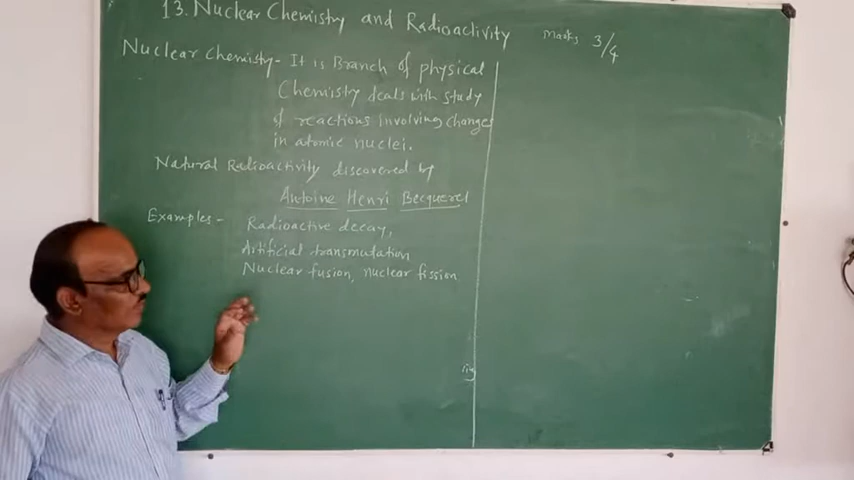 13. Nuclear Chemistry and Radioactivity
Marks 3/4
Nuclear Chemistry - It is Branch of physical
Chemistry deals with study
of reactions involving changes
in atomic nuclei.
Natural Radioactivity discovered by
Antoine Henri Becquerel
Examples - Radioactive decay,
Artificial transmutation
Nuclear fusion, nuclear fission